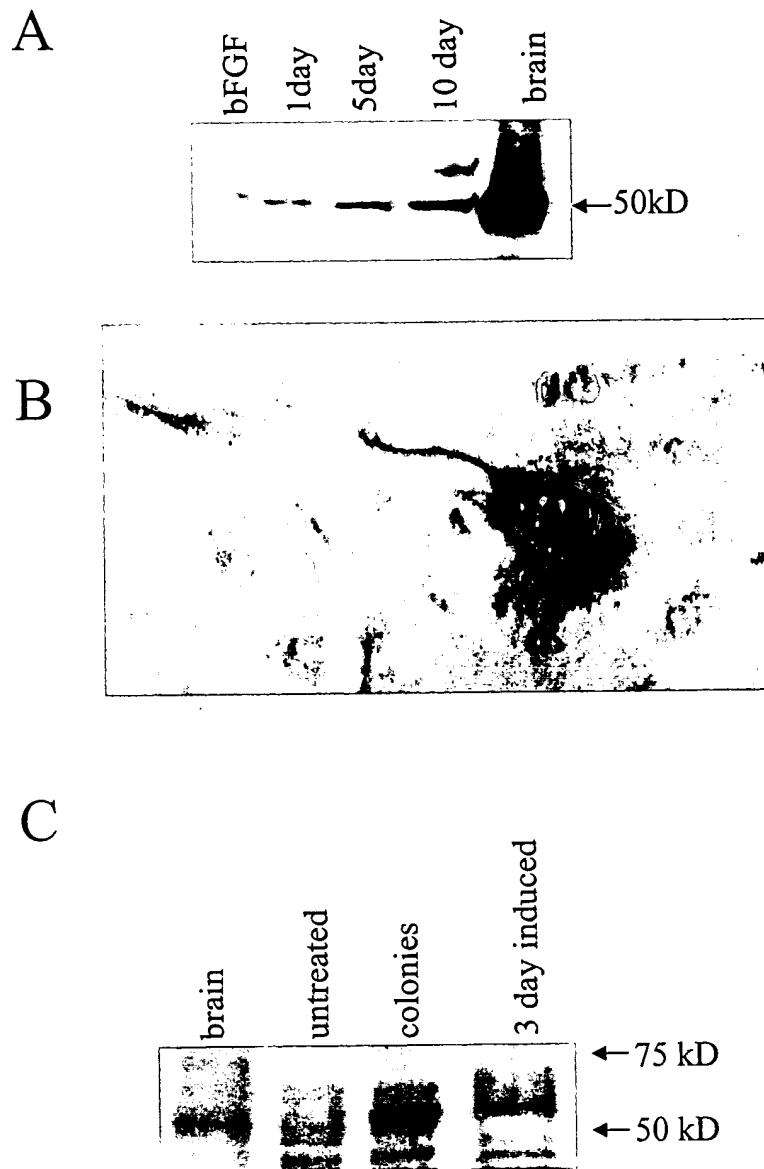 A
bFGF
1day
5day
10 day
brain
50kD
B
C
brain
untreated
colonies
3 day induced
75 kD
50 kD